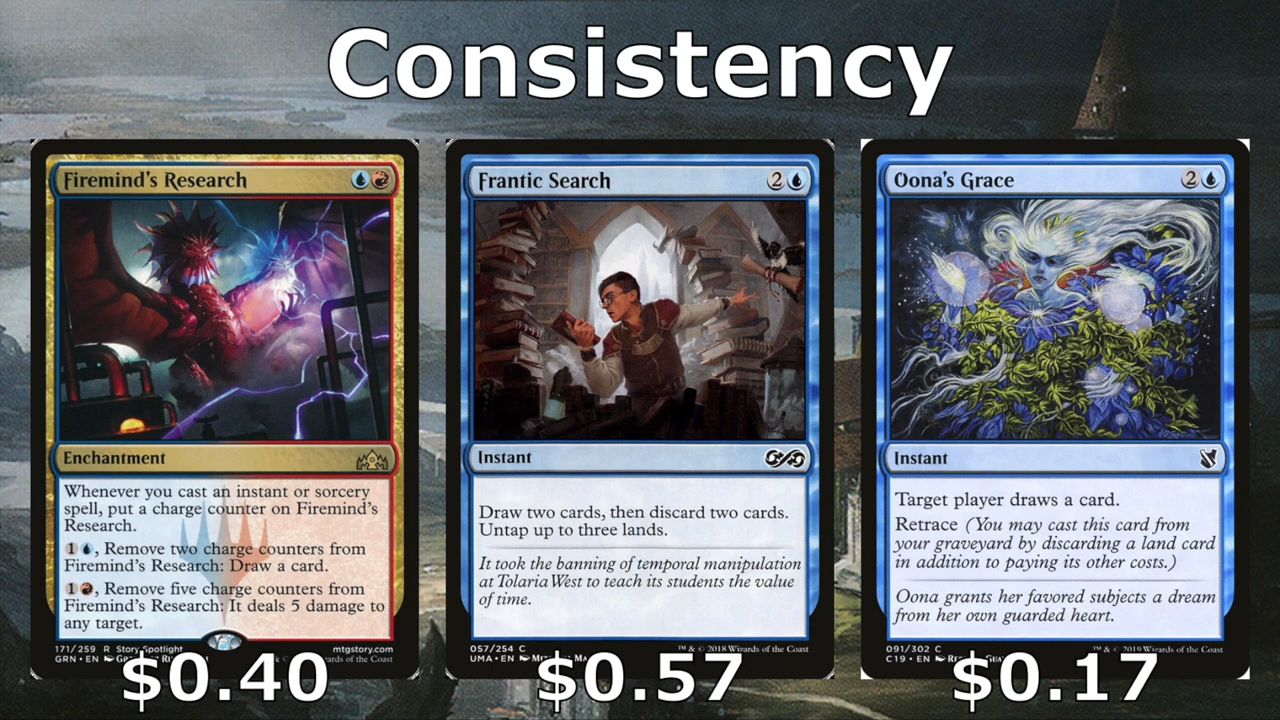 Consistency
Firemind's Research
Enchantment
Whenever you cast an instant or sorcery
spell, put a charge counter on Firemind's
Research.
1 , Remove two charge counters from
Firemind's Research: Draw a card.
1 , Remove five charge counters from
Firemind's Research: It deals 5 damage to
any target.
171/259 R Story Spotlight
mtgstory.com
GRN • EN
Wizards of the Coast
$0.40
Frantic Search 2
Instant
Draw two cards, then discard two cards.
Untap up to three lands.
It took the banning of temporal manipulation
at Tolaria West to teach its students the value
of time.
057/254 C
™ & © 2018 Wizards of the Coast
UMA • EN
$0.57
Oona's Grace 2
Instant
Target player draws a card.
Retrace (You may cast this card from
your graveyard by discarding a land card
in addition to paying its other costs.)
Oona grants her favored subjects a dream
from her own guarded heart.
091/302 C
™ & © 2019 Wizards of the Coast
C19 • EN
$0.17